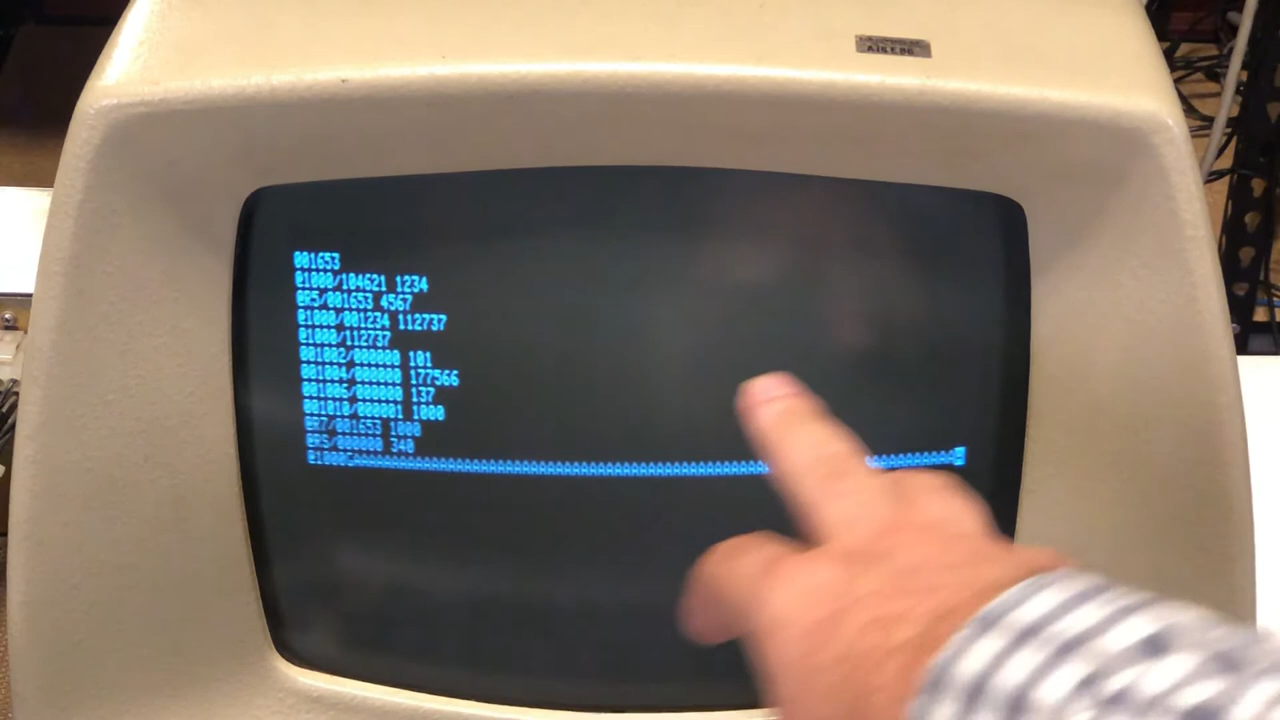 001653
@1000/104621 1234
@R5/001653 4567
@1000/001234 112737
@1000/112737
001002/000000 101
001004/000000 177566
001006/000000 137
001010/000001 1000
@R7/001653 1000
@RS/000000 340